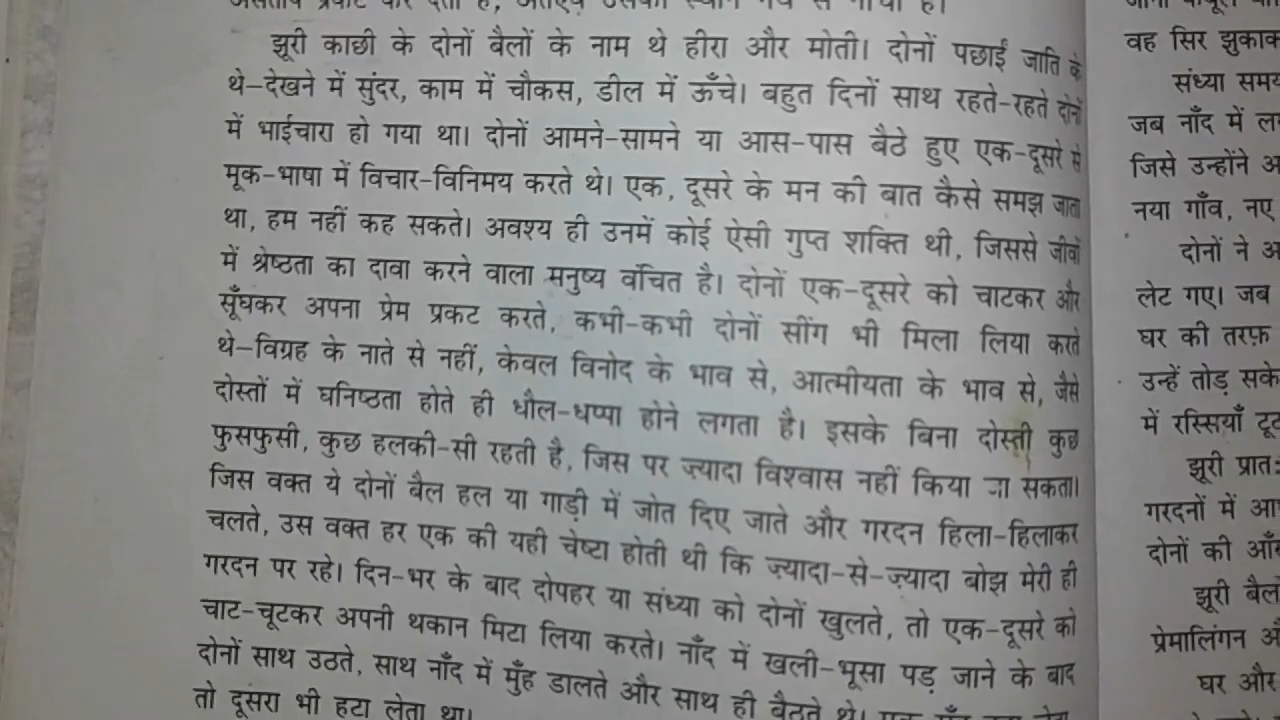 झूरी काछी के दोनों बैलों के नाम थे हीरा और मोती। दोनों पछाईं जाति के
थे–देखने में सुंदर, काम में चौकस, डील में ऊँचे। बहुत दिनों साथ रहते-रहते दोनों
में भाईचारा हो गया था। दोनों आमने-सामने या आस-पास बैठे हुए एक-दूसरे से
मूक-भाषा में विचार-विनिमय करते थे। एक, दूसरे के मन की बात कैसे समझ जाता
था, हम नहीं कह सकते। अवश्य ही उनमें कोई ऐसी गुप्त शक्ति थी, जिससे जीवों
में श्रेष्ठता का दावा करने वाला मनुष्य वंचित है। दोनों एक-दूसरे को चाटकर और
सूँघकर अपना प्रेम प्रकट करते, कभी-कभी दोनों सींग भी मिला लिया करते
थे–विग्रह के नाते से नहीं, केवल विनोद के भाव से, आत्मीयता के भाव से, जैसे
दोस्तों में घनिष्ठता होते ही धौल-धप्पा होने लगता है। इसके बिना दोस्ती कुछ
फुसफुसी, कुछ हलकी-सी रहती है, जिस पर ज़्यादा विश्वास नहीं किया जा सकता।
जिस वक्त ये दोनों बैल हल या गाड़ी में जोत दिए जाते और गरदन हिला-हिलाकर
चलते, उस वक्त हर एक की यही चेष्टा होती थी कि ज़्यादा-से-ज़्यादा बोझ मेरी ही
गरदन पर रहे। दिन-भर के बाद दोपहर या संध्या को दोनों खुलते, तो एक-दूसरे को
चाट-चूटकर अपनी थकान मिटा लिया करते। नाँद में खली-भूसा पड़ जाने के बाद
दोनों साथ उठते, साथ नाँद में मुँह डालते और साथ ही बैठते थे।
तो दूसरा भी हटा लेता था।
वह सिर
संध्या
जब नाँद में
जिसे उन्होंने
नया गाँव, नए
दोनों ने
लेट गए। जब
घर की तरफ़
उन्हें तोड़ सके
में रस्सियाँ
झूरी
गरदनों में
दोनों की
झूरी
घर और